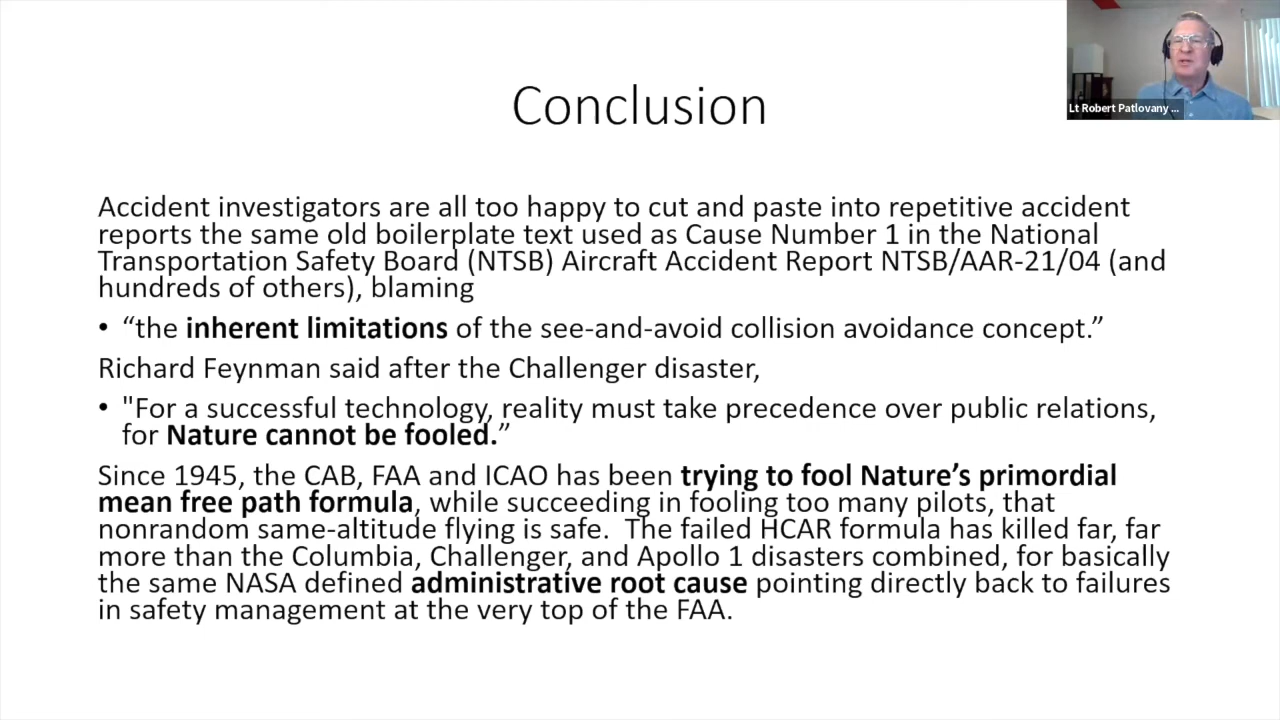 Lt Robert Patlovany ...
Conclusion
Accident investigators are all too happy to cut and paste into repetitive accident
reports the same old boilerplate text used as Cause Number 1 in the National
Transportation Safety Board (NTSB) Aircraft Accident Report NTSB/AAR-21/04 (and
hundreds of others), blaming
• “the inherent limitations of the see-and-avoid collision avoidance concept.”
Richard Feynman said after the Challenger disaster,
• "For a successful technology, reality must take precedence over public relations,
for Nature cannot be fooled.”
Since 1945, the CAB, FAA and ICAO has been trying to fool Nature’s primordial
mean free path formula, while succeeding in fooling too many pilots, that
nonrandom same-altitude flying is safe.  The failed HCAR formula has killed far, far
more than the Columbia, Challenger, and Apollo 1 disasters combined, for basically
the same NASA defined administrative root cause pointing directly back to failures
in safety management at the very top of the FAA.